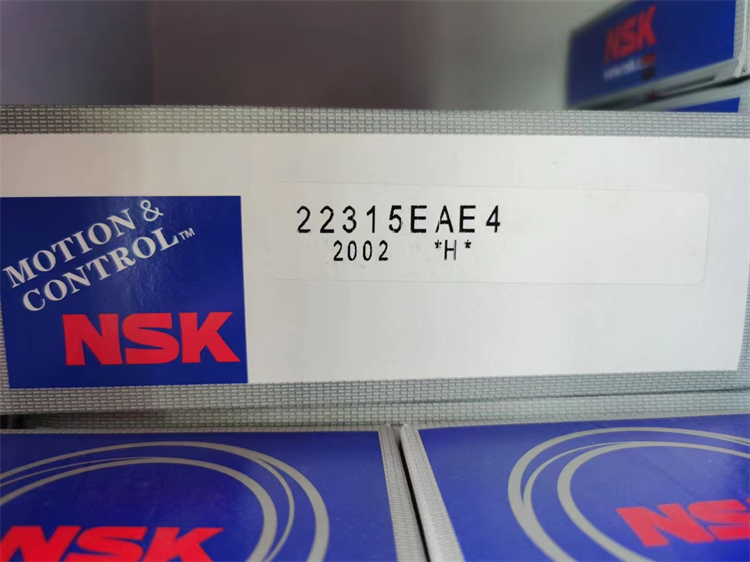 NSK
MOTION &
CONTROL™
NSK
22315EAE4
2002 *H*
NSK
NSK